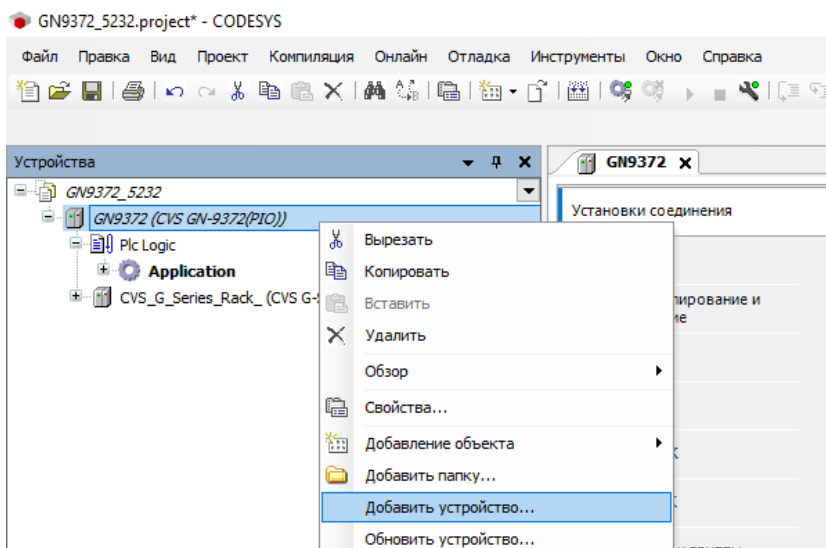 GN9372_5232.project* - CODESYS
Файл Правка Вид Проект Компиляция Онлайн Отладка Инструменты Окно Справка
Устройства
GN9372
GN9372_5232
Установки соединения
GN9372 (CVS GN-9372(PIO))
Plc Logic
Вырезать
Application
Копировать
CVS_G_Series_Rack_ (CVS G-
Вставить
Удалить
Обзор
Свойства...
Добавление объекта
Добавить папку...
Добавить устройство...
Обновить устройство...